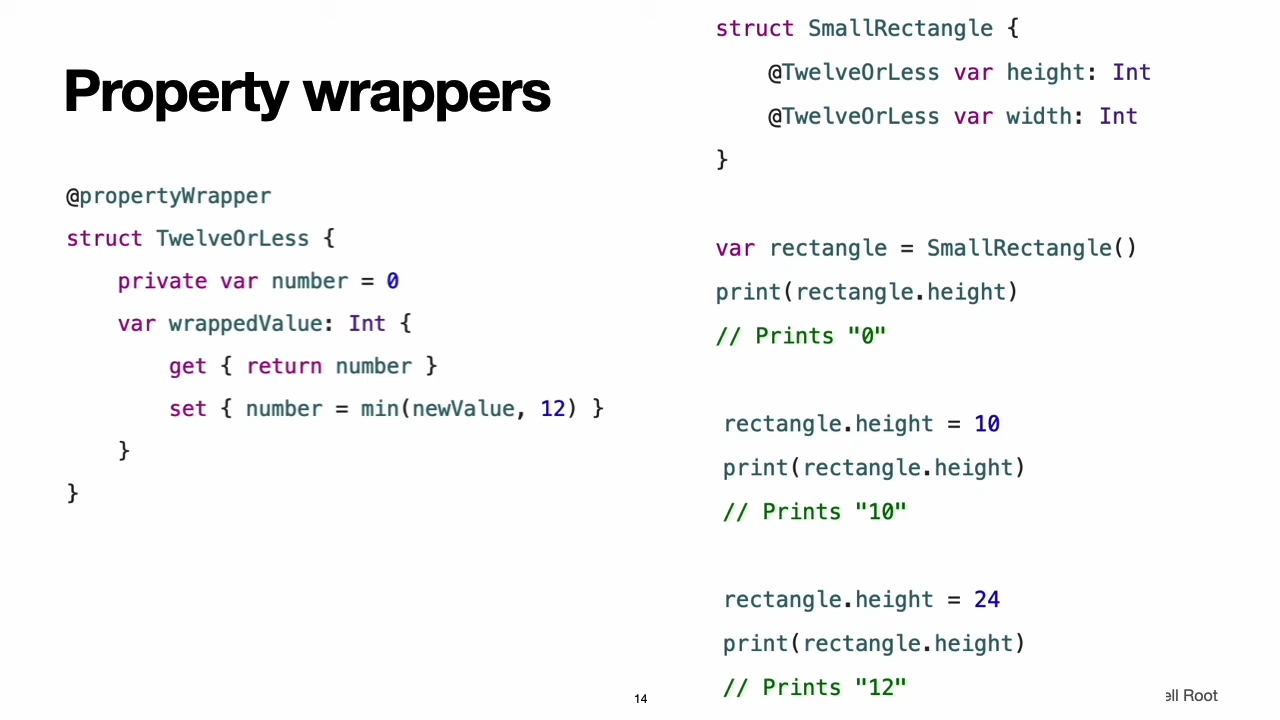 Property wrappers
@propertyWrapper
struct TwelveOrLess {
    private var number = 0
    var wrappedValue: Int {
        get { return number }
        set { number = min(newValue, 12) }
    }
}
struct SmallRectangle {
    @TwelveOrLess var height: Int
    @TwelveOrLess var width: Int
}
var rectangle = SmallRectangle()
print(rectangle.height)
// Prints "0"
rectangle.height = 10
print(rectangle.height)
// Prints "10"
rectangle.height = 24
print(rectangle.height)
// Prints "12"
14
Root